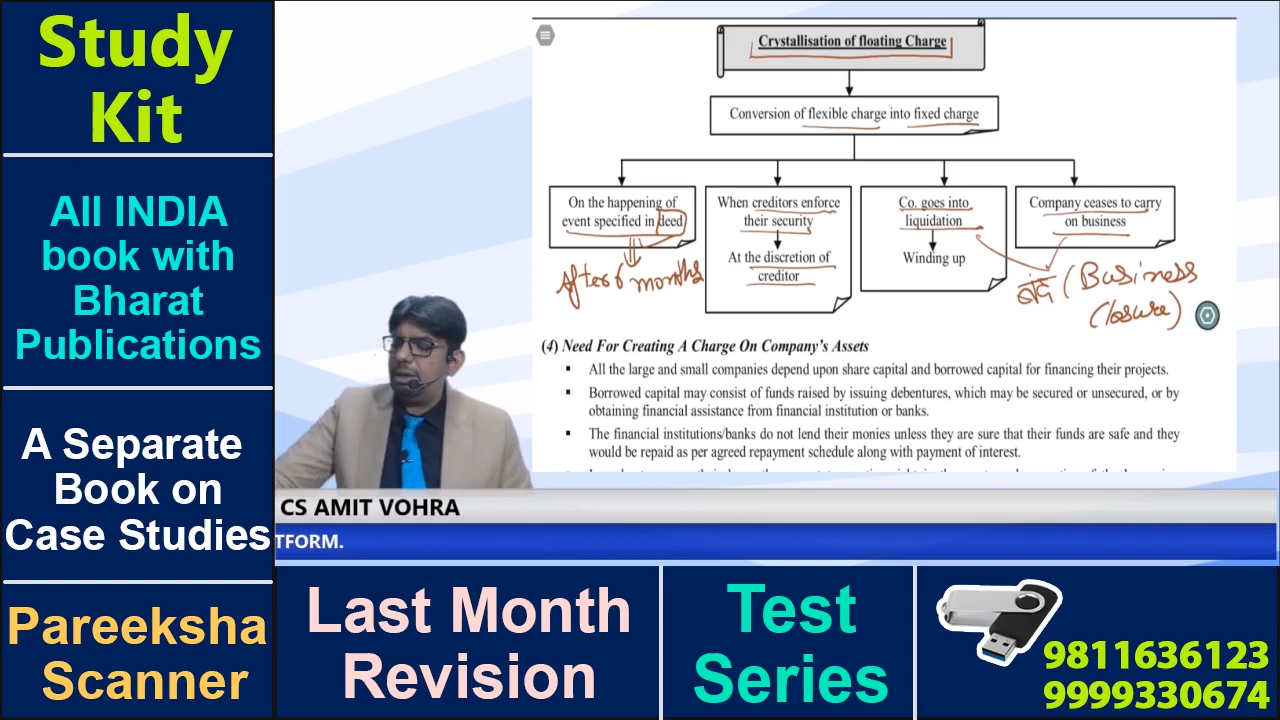 Study
Kit
All INDIA
book with
Bharat
Publications
A Separate
Book on
Case Studies
Pareeksha
Scanner
Crystallisation of floating Charge
Conversion of flexible charge into fixed charge
On the happening of
event specified in deed
After 6 months
When creditors enforce
their security
At the discretion of
creditor
Co. goes into
liquidation
Winding up
Company ceases to carry
on business
बंद (Business
Closure)
(4) Need For Creating A Charge On Company's Assets
▪ All the large and small companies depend upon share capital and borrowed capital for financing their projects.
▪ Borrowed capital may consist of funds raised by issuing debentures, which may be secured or unsecured, or by
obtaining financial assistance from financial institution or banks.
▪ The financial institutions/banks do not lend their monies unless they are sure that their funds are safe and they
would be repaid as per agreed repayment schedule along with payment of interest.
CS AMIT VOHRA
TFORM.
Last Month
Revision
Test
Series
9811636123
9999330674